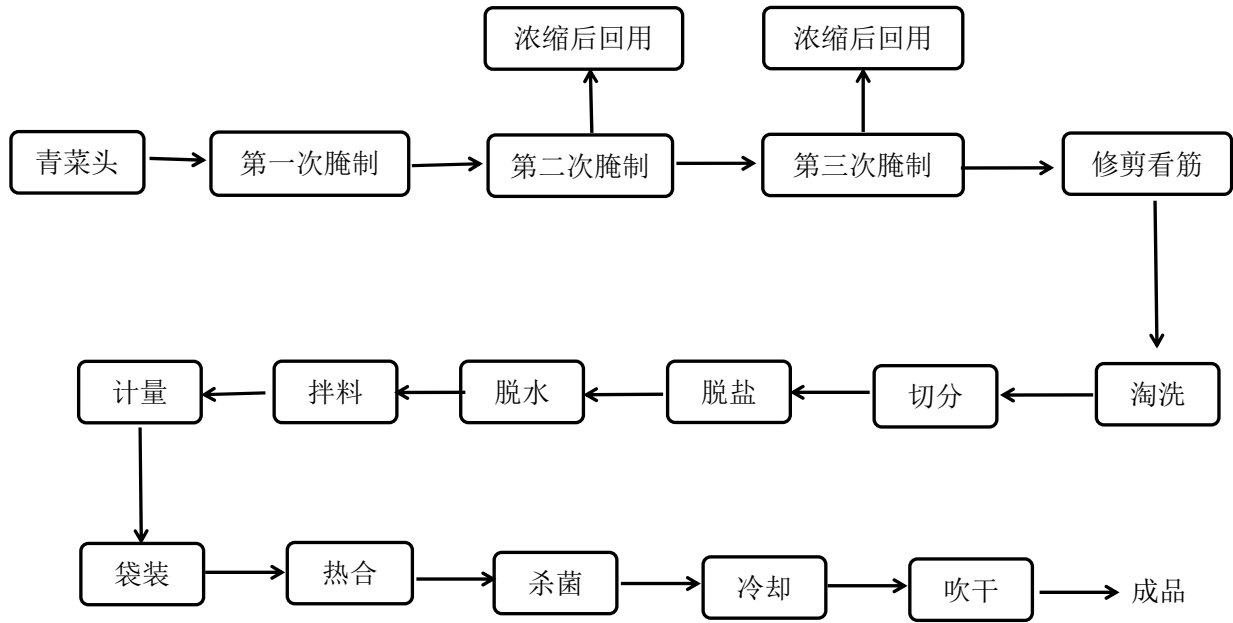 浓缩后回用
浓缩后回用
青菜头
第一次腌制
第二次腌制
第三次腌制
修剪看筋
淘洗
切分
脱盐
脱水
拌料
计量
袋装
热合
杀菌
冷却
吹干
成品